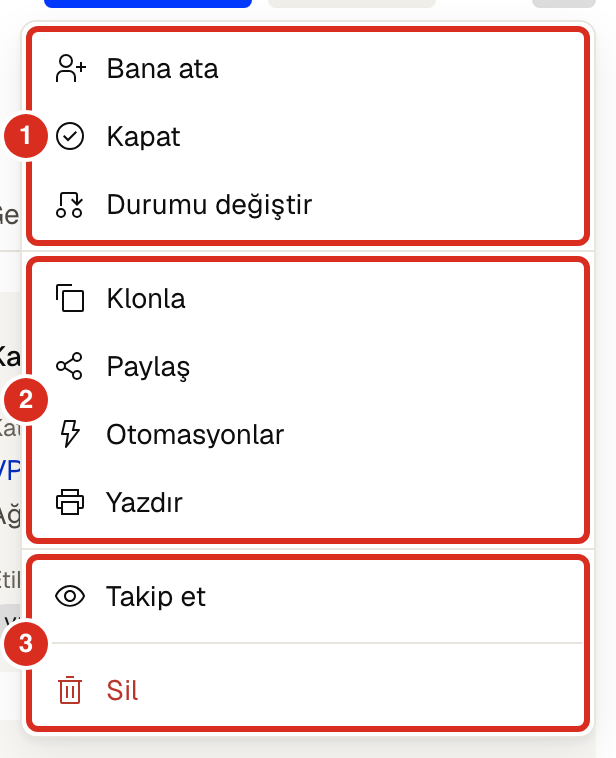 Bana ata
1
Kapat
Durumu değiştir
Klonla
Paylaş
2
Otomasyonlar
Yazdır
Takip et
3
Sil